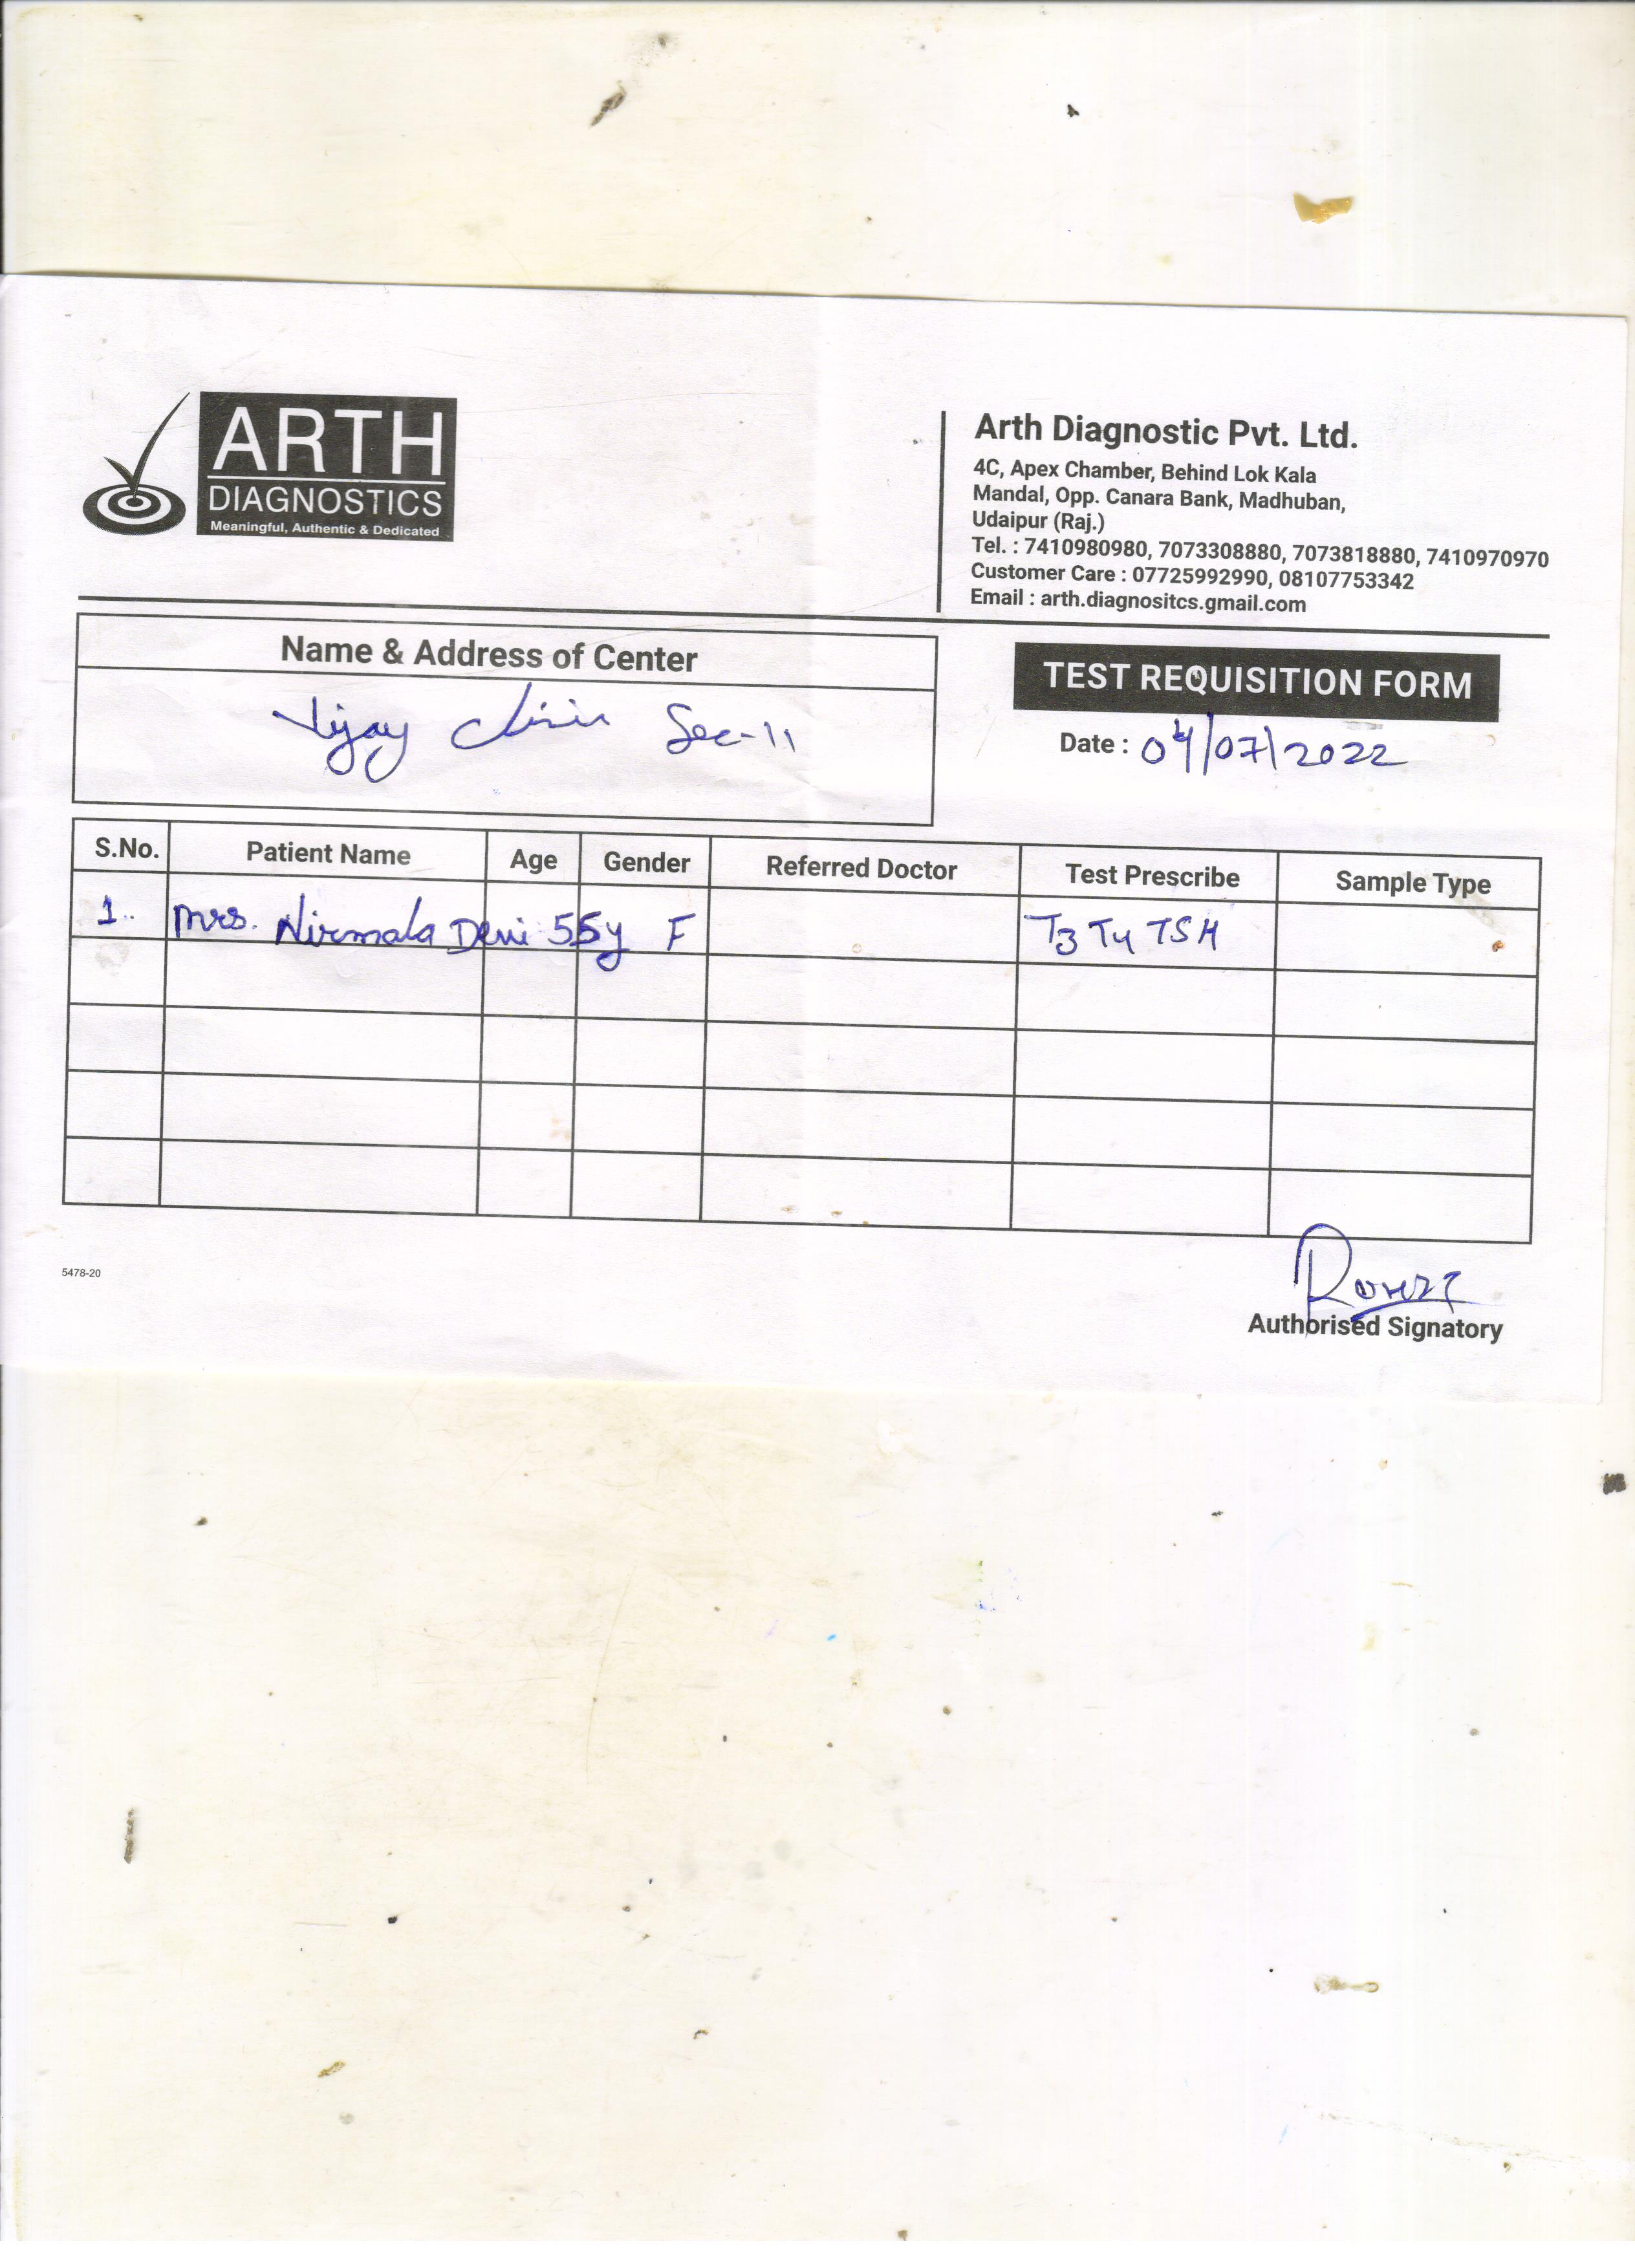 ARTH
DIAGNOSTICS
Meaningful, Authentic & Dedicated
Arth Diagnostic Pvt. Ltd.
4C, Apex Chamber, Behind Lok Kala
Mandal, Opp. Canara Bank, Madhuban,
Udaipur (Raj.)
Tel. : 7410980980, 7073308880, 7073818880, 7410970970
Customer Care : 07725992990, 08107753342
Email : arth.diagnositcs.gmail.com
Name & Address of Center
Vijay Clinic Sec-11
TEST REQUISITION FORM
Date : 04/07/2022
S.No. Patient Name Age Gender Referred Doctor Test Prescribe Sample Type
1. Mrs. Nirmala Devi 55y F T3 T4 TSH
5478-20
Authorised Signatory